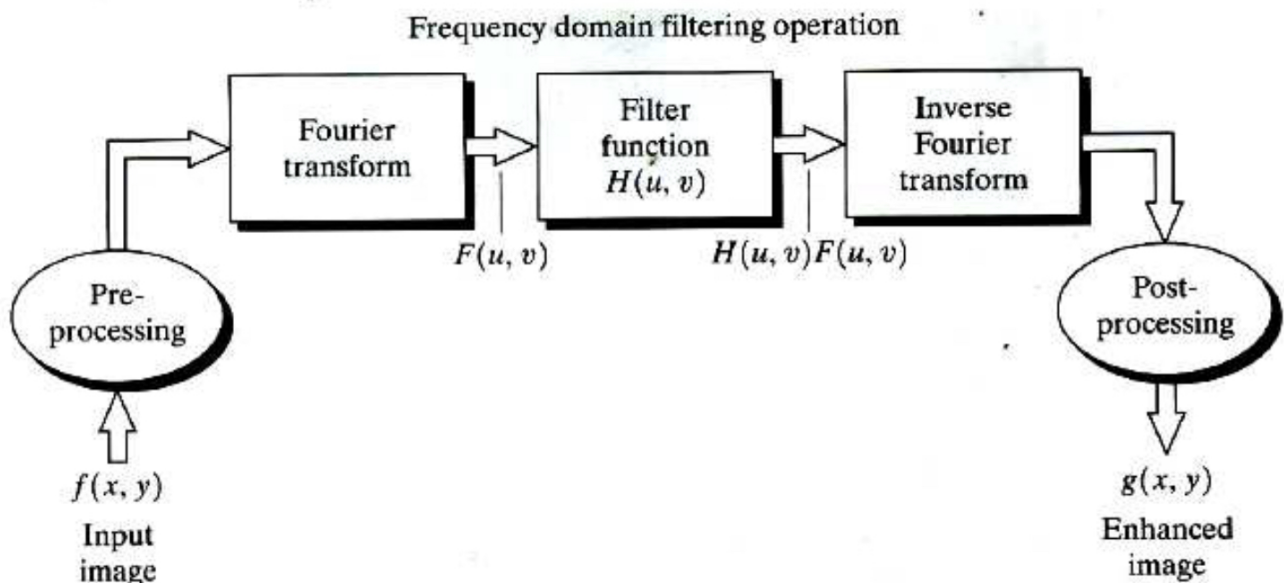 Frequency domain filtering operation
Fourier
transform
Filter
function
H(u, v)
Inverse
Fourier
transform
F(u, v)
H(u, v)F(u, v)
Pre-
processing
Post-
processing
f(x, y)
Input
image
g(x, y)
Enhanced
image